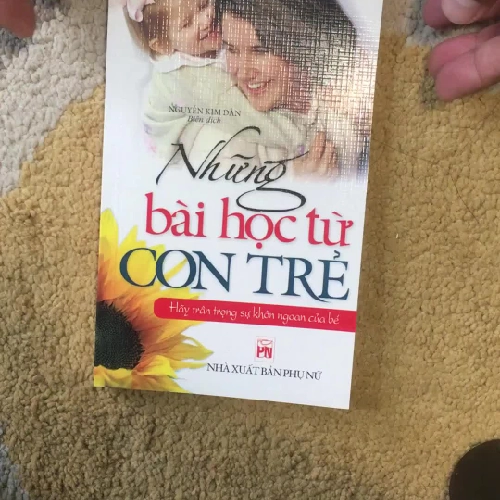 NGUYỄN KIM DÂN
Biên dịch
Những
bài học từ
CON TRẺ
Hãy trân trọng sự khôn ngoan của bé
PN
NHÀ XUẤT BẢN PHỤ NỮ